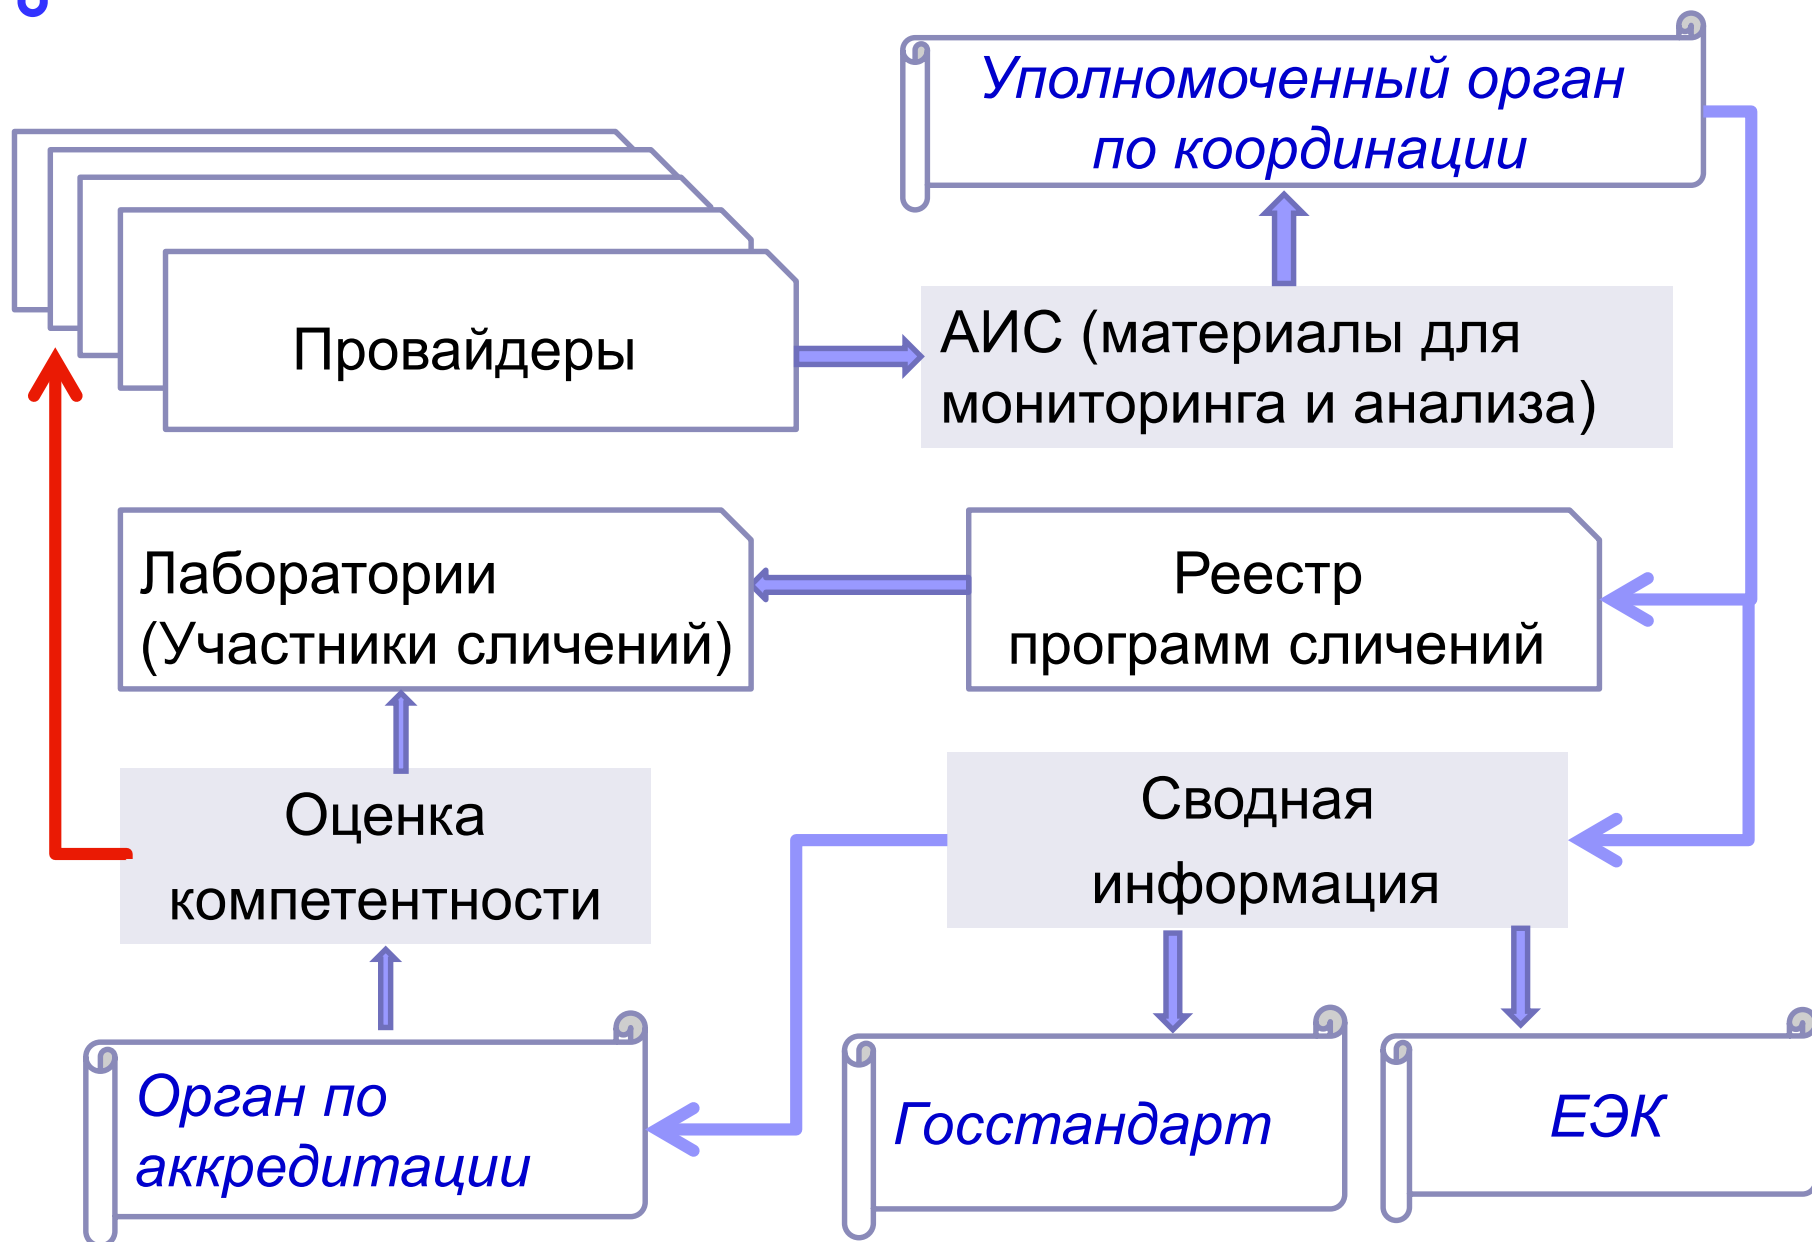 Уполномоченный орган
по координации
Провайдеры
АИС (материалы для
мониторинга и анализа)
Лаборатории
(Участники сличений)
Реестр
программ сличений
Оценка
компетентности
Сводная
информация
Орган по
аккредитации
Госстандарт
ЕЭК